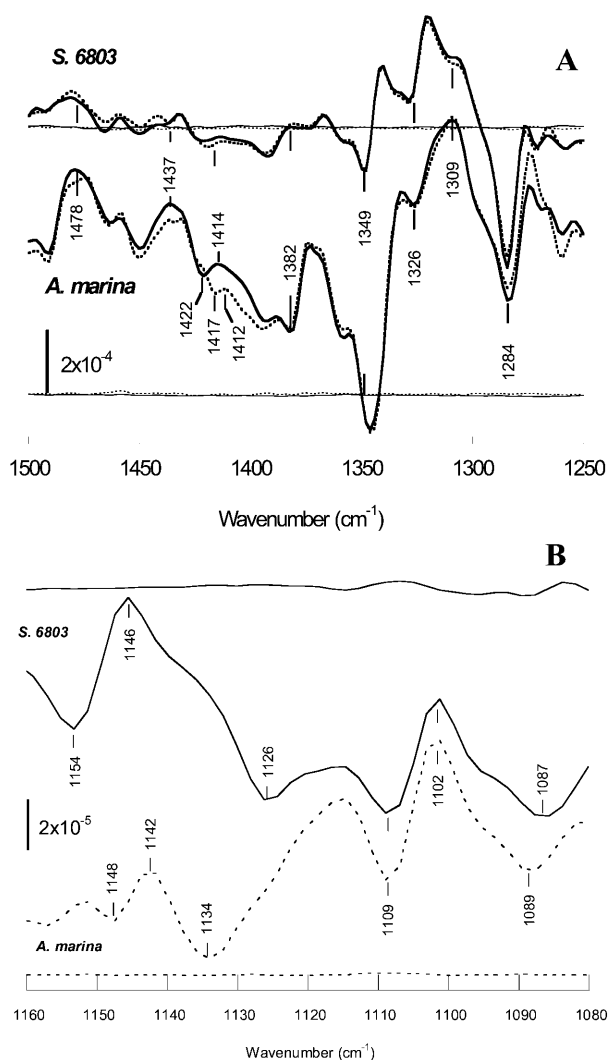 S. 6803
A
1478
1437
1414
1382
1349
1326
1309
A. marina
1422
1417
1412
1284
2x10-4
1500 1450 1400 1350 1300 1250
Wavenumber (cm-1)
B
S. 6803
1146
1154
1126
1102
1087
2x10-5
1148
1142
1134
1109
1089
A. marina
1160 1150 1140 1130 1120 1110 1100 1090 1080
Wavenumber (cm-1)